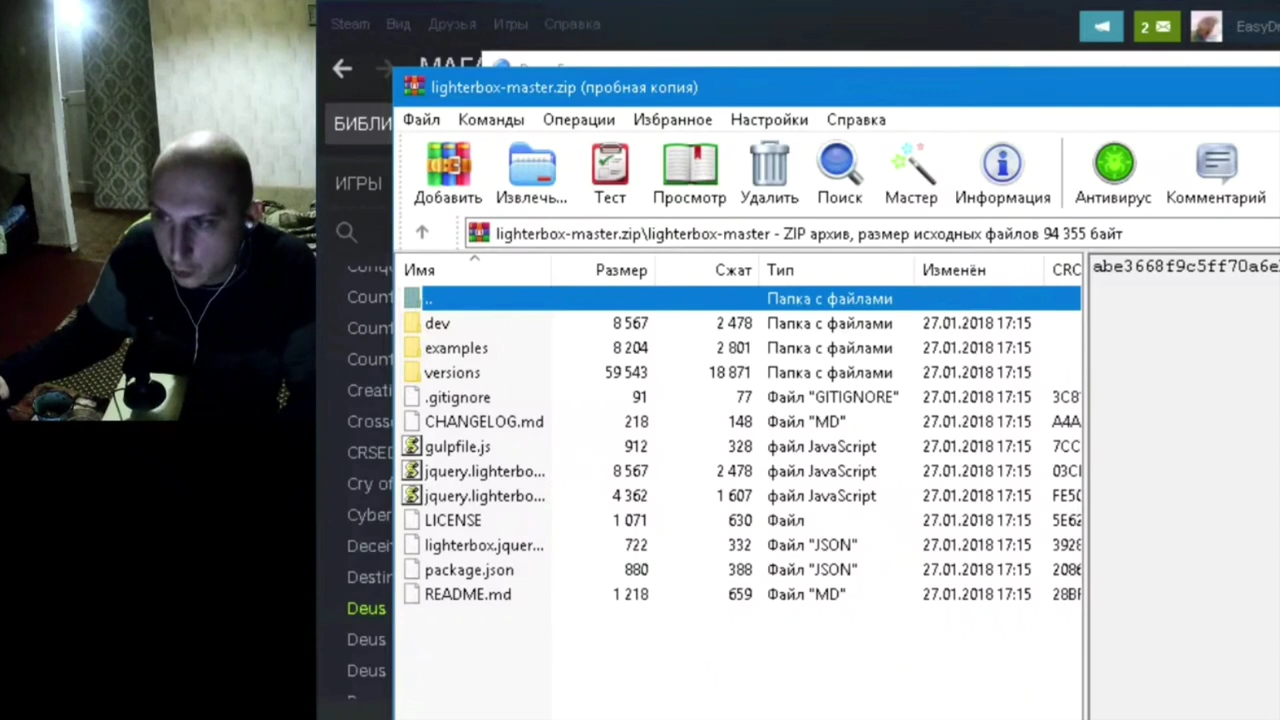 Steam Вид Друзья Игры Справка
2
lighterbox-master.zip (пробная копия)
БИБЛИ
Файл Команды Операции Избранное Настройки Справка
ИГРЫ
Добавить Извлечь... Тест Просмотр Удалить Поиск Мастер Информация Антивирус Комментарий
lighterbox-master.zip\lighterbox-master - ZIP архив, размер исходных файлов 94 355 байт
Имя Размер Сжат Тип Изменён CRC
abe3668f9c5ff70a6e
.. Папка с файлами
dev 8 567 2 478 Папка с файлами 27.01.2018 17:15
examples 8 204 2 801 Папка с файлами 27.01.2018 17:15
versions 59 543 18 871 Папка с файлами 27.01.2018 17:15
.gitignore 91 77 Файл "GITIGNORE" 27.01.2018 17:15 3C8
CHANGELOG.md 218 148 Файл "MD" 27.01.2018 17:15 A4A
gulpfile.js 912 328 файл JavaScript 27.01.2018 17:15 7CC
jquery.lighterbo... 8 567 2 478 файл JavaScript 27.01.2018 17:15 03C
jquery.lighterbo... 4 362 1 607 файл JavaScript 27.01.2018 17:15 FE5
LICENSE 1 071 630 Файл 27.01.2018 17:15 5E6
lighterbox.jquer... 722 332 Файл "JSON" 27.01.2018 17:15 3928
package.json 880 388 Файл "JSON" 27.01.2018 17:15 2086
README.md 1 218 659 Файл "MD" 27.01.2018 17:15 28B
Count
Count
Count
Creati
Cross
CRSED
Cry of
Cyber
Decei
Destin
Deus
Deus
Deus